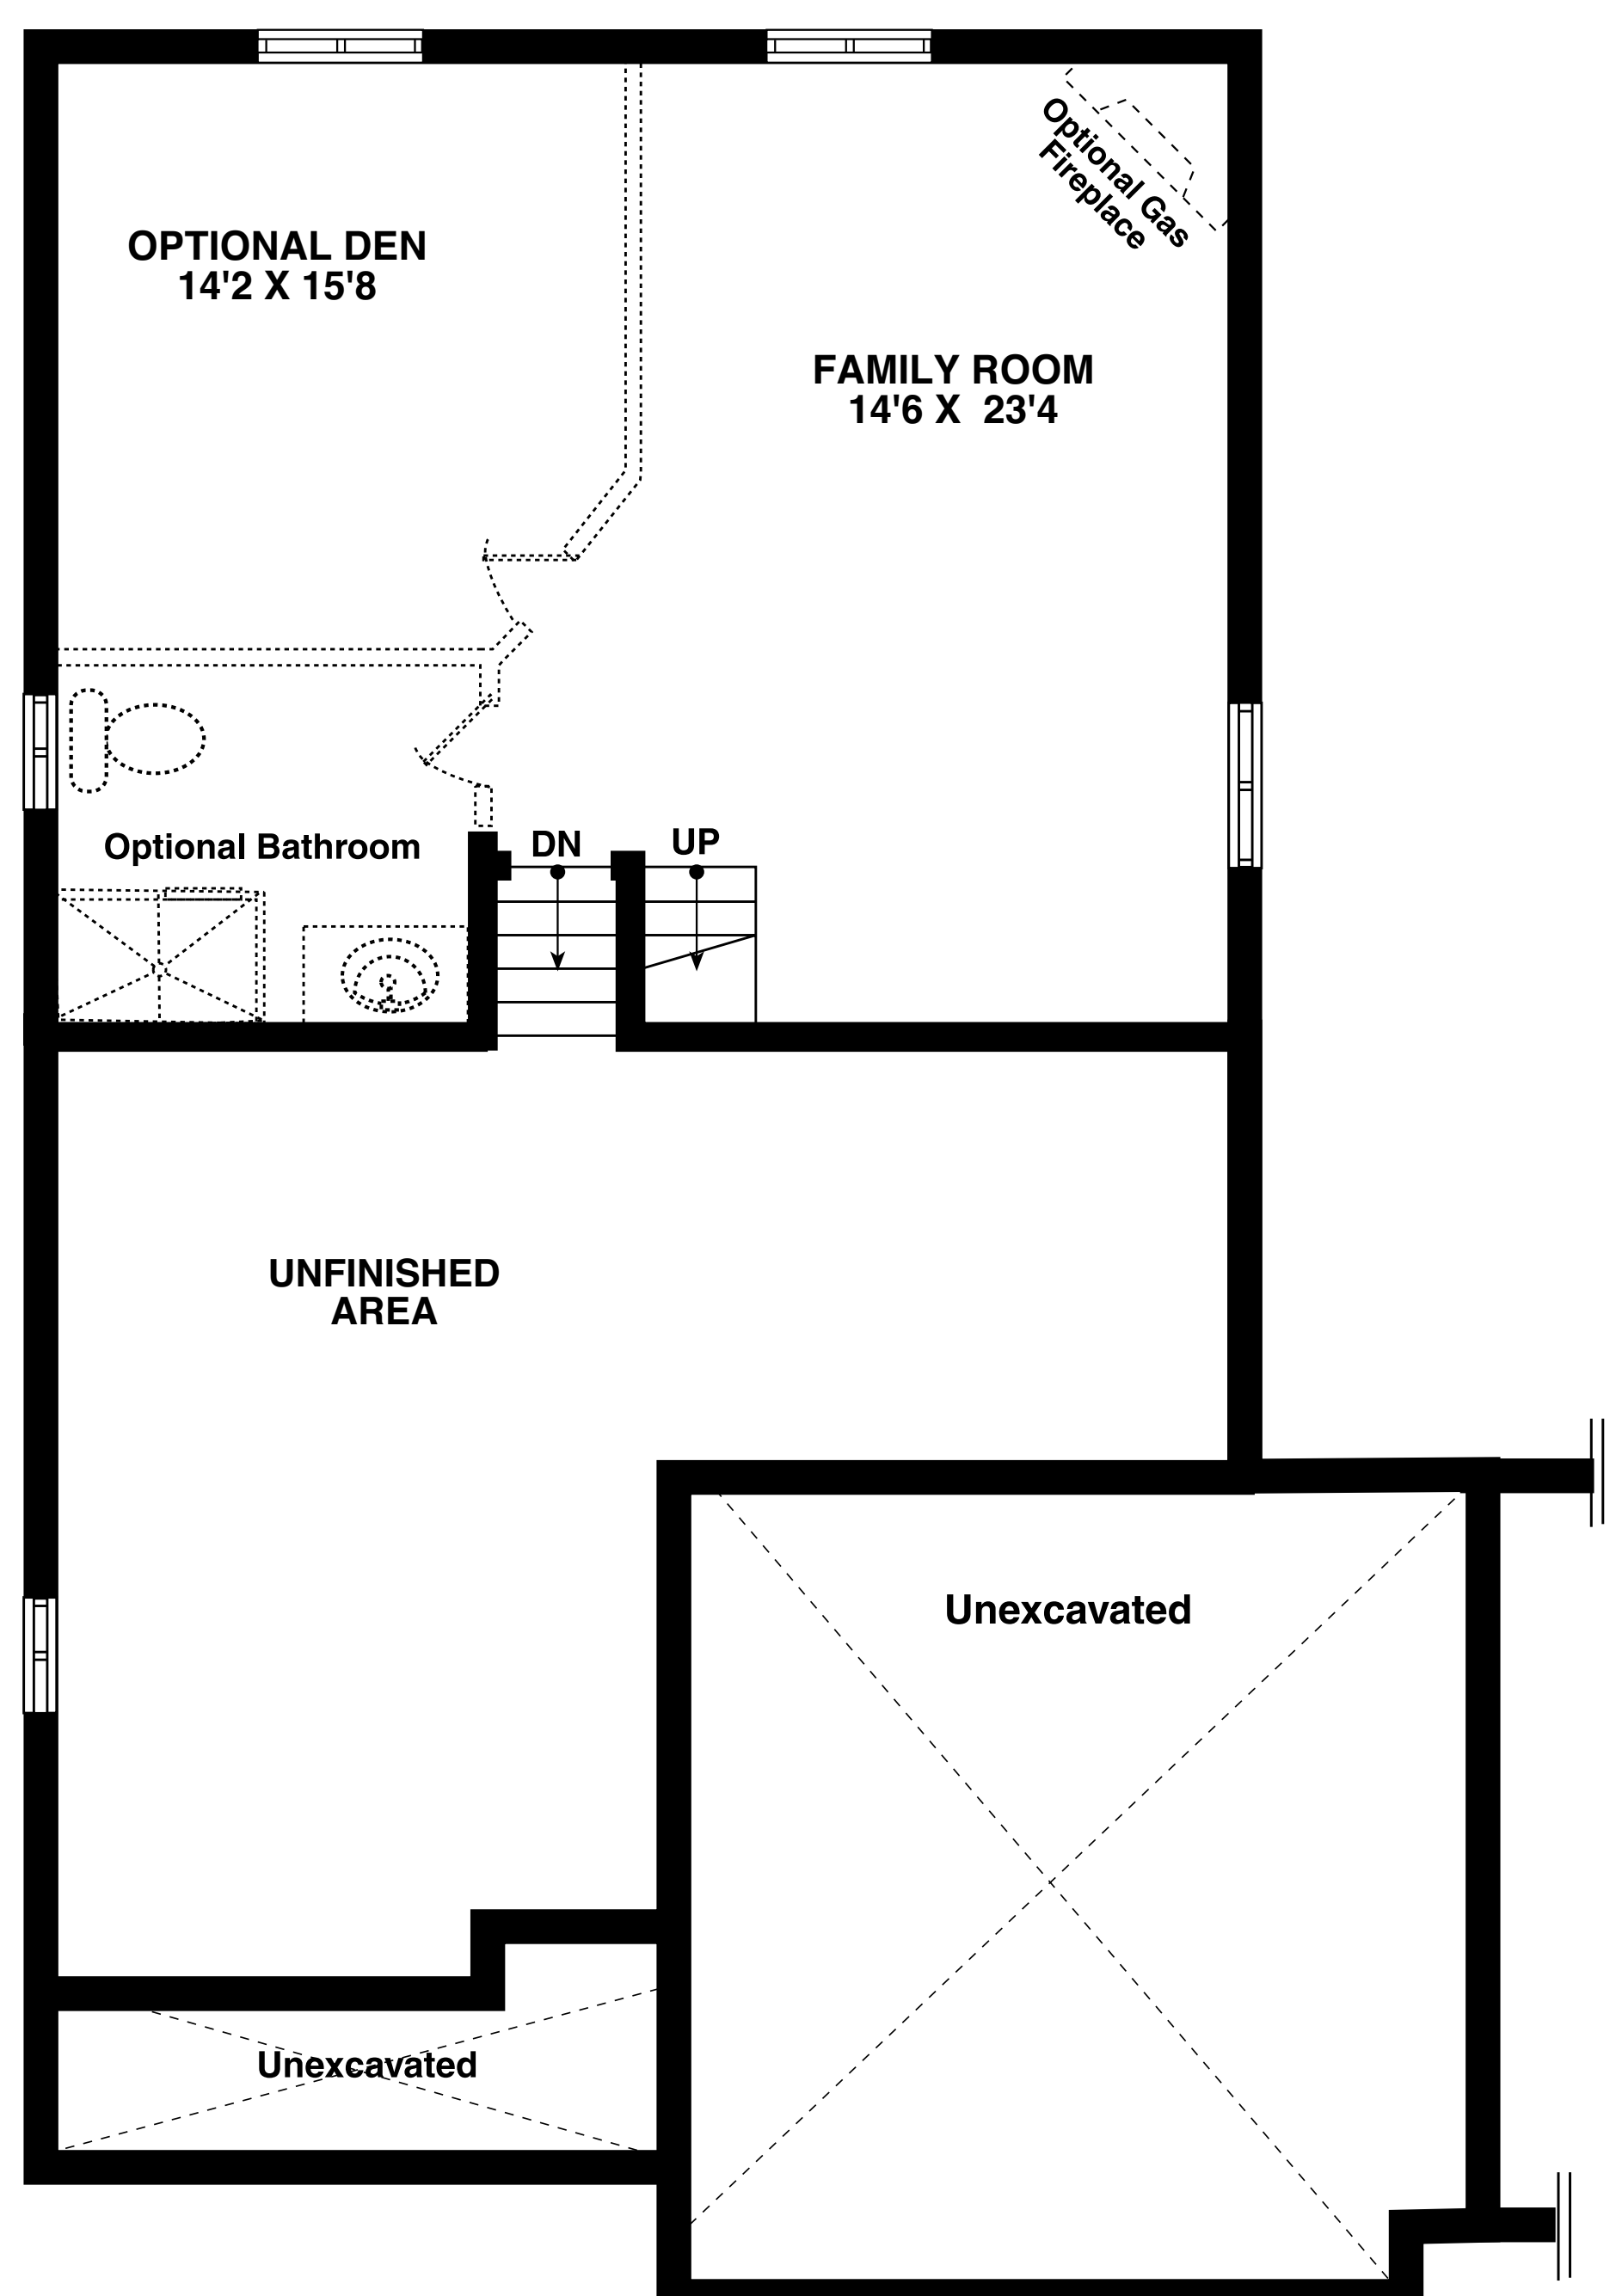 Optional Gas
Fireplace
OPTIONAL DEN
14'2 X 15'8
FAMILY ROOM
14'6 X  23'4
Optional Bathroom
DN
UP
UNFINISHED
AREA
Unexcavated
Unexcavated